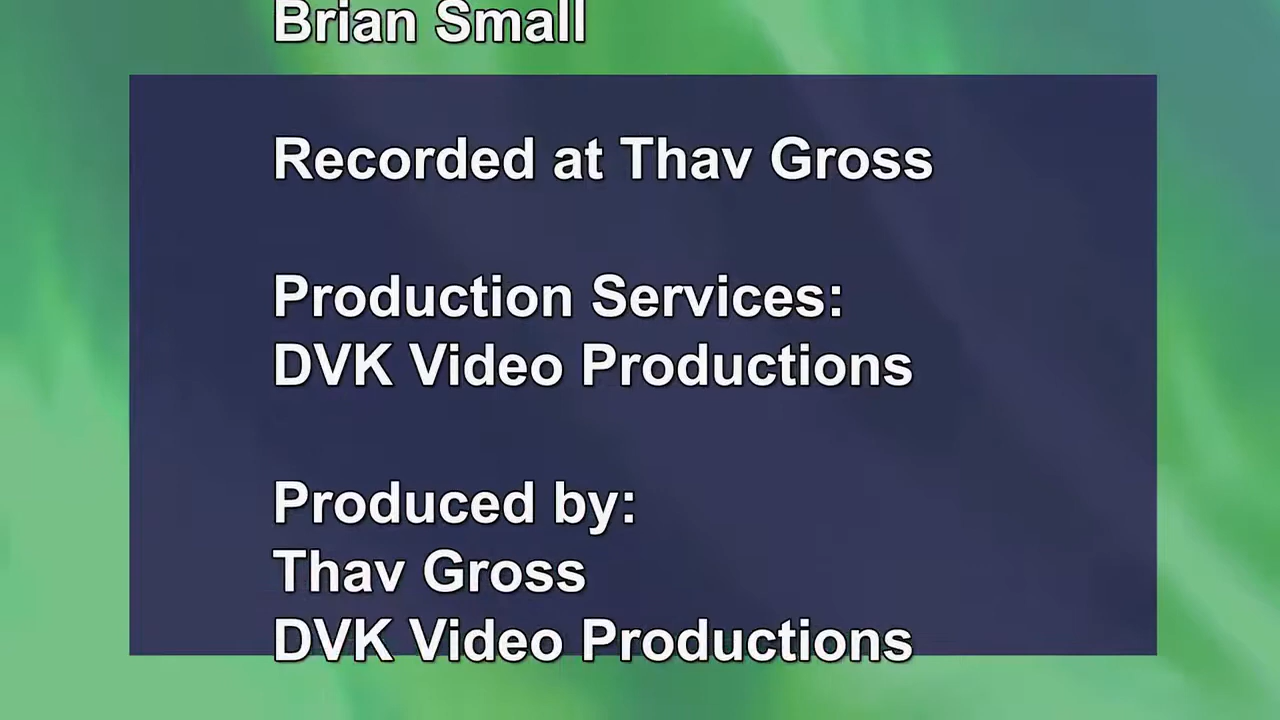 Brian Small
Recorded at Thav Gross
Production Services:
DVK Video Productions
Produced by:
Thav Gross
DVK Video Productions